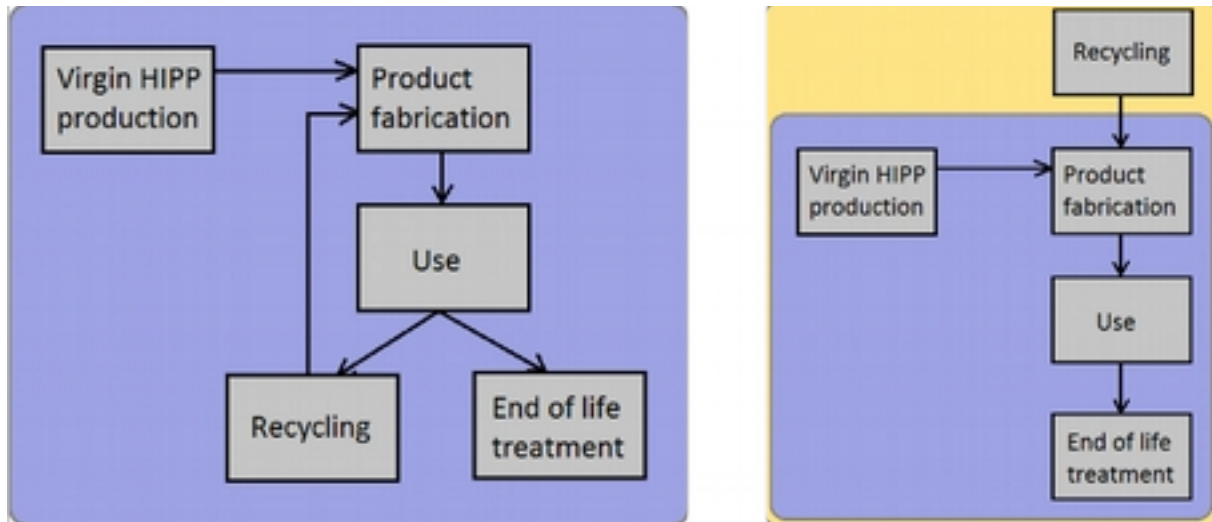 Virgin HIPP
production
Product
fabrication
Use
Recycling
End of life
treatment
Recycling
Virgin HIPP
production
Product
fabrication
Use
End of life
treatment